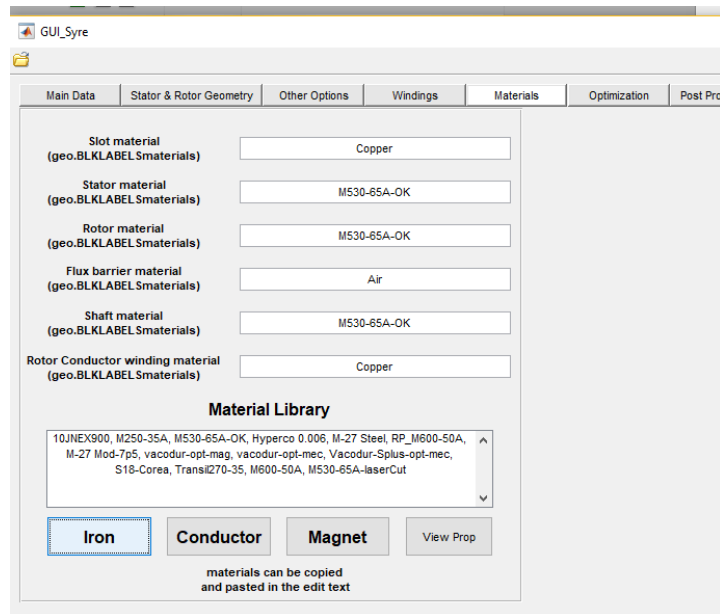 GUI_Syre
Main Data Stator & Rotor Geometry Other Options Windings Materials Optimization Post Pro
Slot material
(geo.BLKLABELSmaterials)
Copper
Stator material
(geo.BLKLABELSmaterials)
M530-65A-OK
Rotor material
(geo.BLKLABELSmaterials)
M530-65A-OK
Flux barrier material
(geo.BLKLABELSmaterials)
Air
Shaft material
(geo.BLKLABELSmaterials)
M530-65A-OK
Rotor Conductor winding material
(geo.BLKLABELSmaterials)
Copper
Material Library
10JNEX900, M250-35A, M530-65A-OK, Hyperco 0.006, M-27 Steel, RP_M600-50A,
M-27 Mod-7p5, vacodur-opt-mag, vacodur-opt-mec, Vacodur-Splus-opt-mec,
S18-Corea, Transil270-35, M600-50A, M530-65A-laserCut
Iron Conductor Magnet View Prop
materials can be copied
and pasted in the edit text